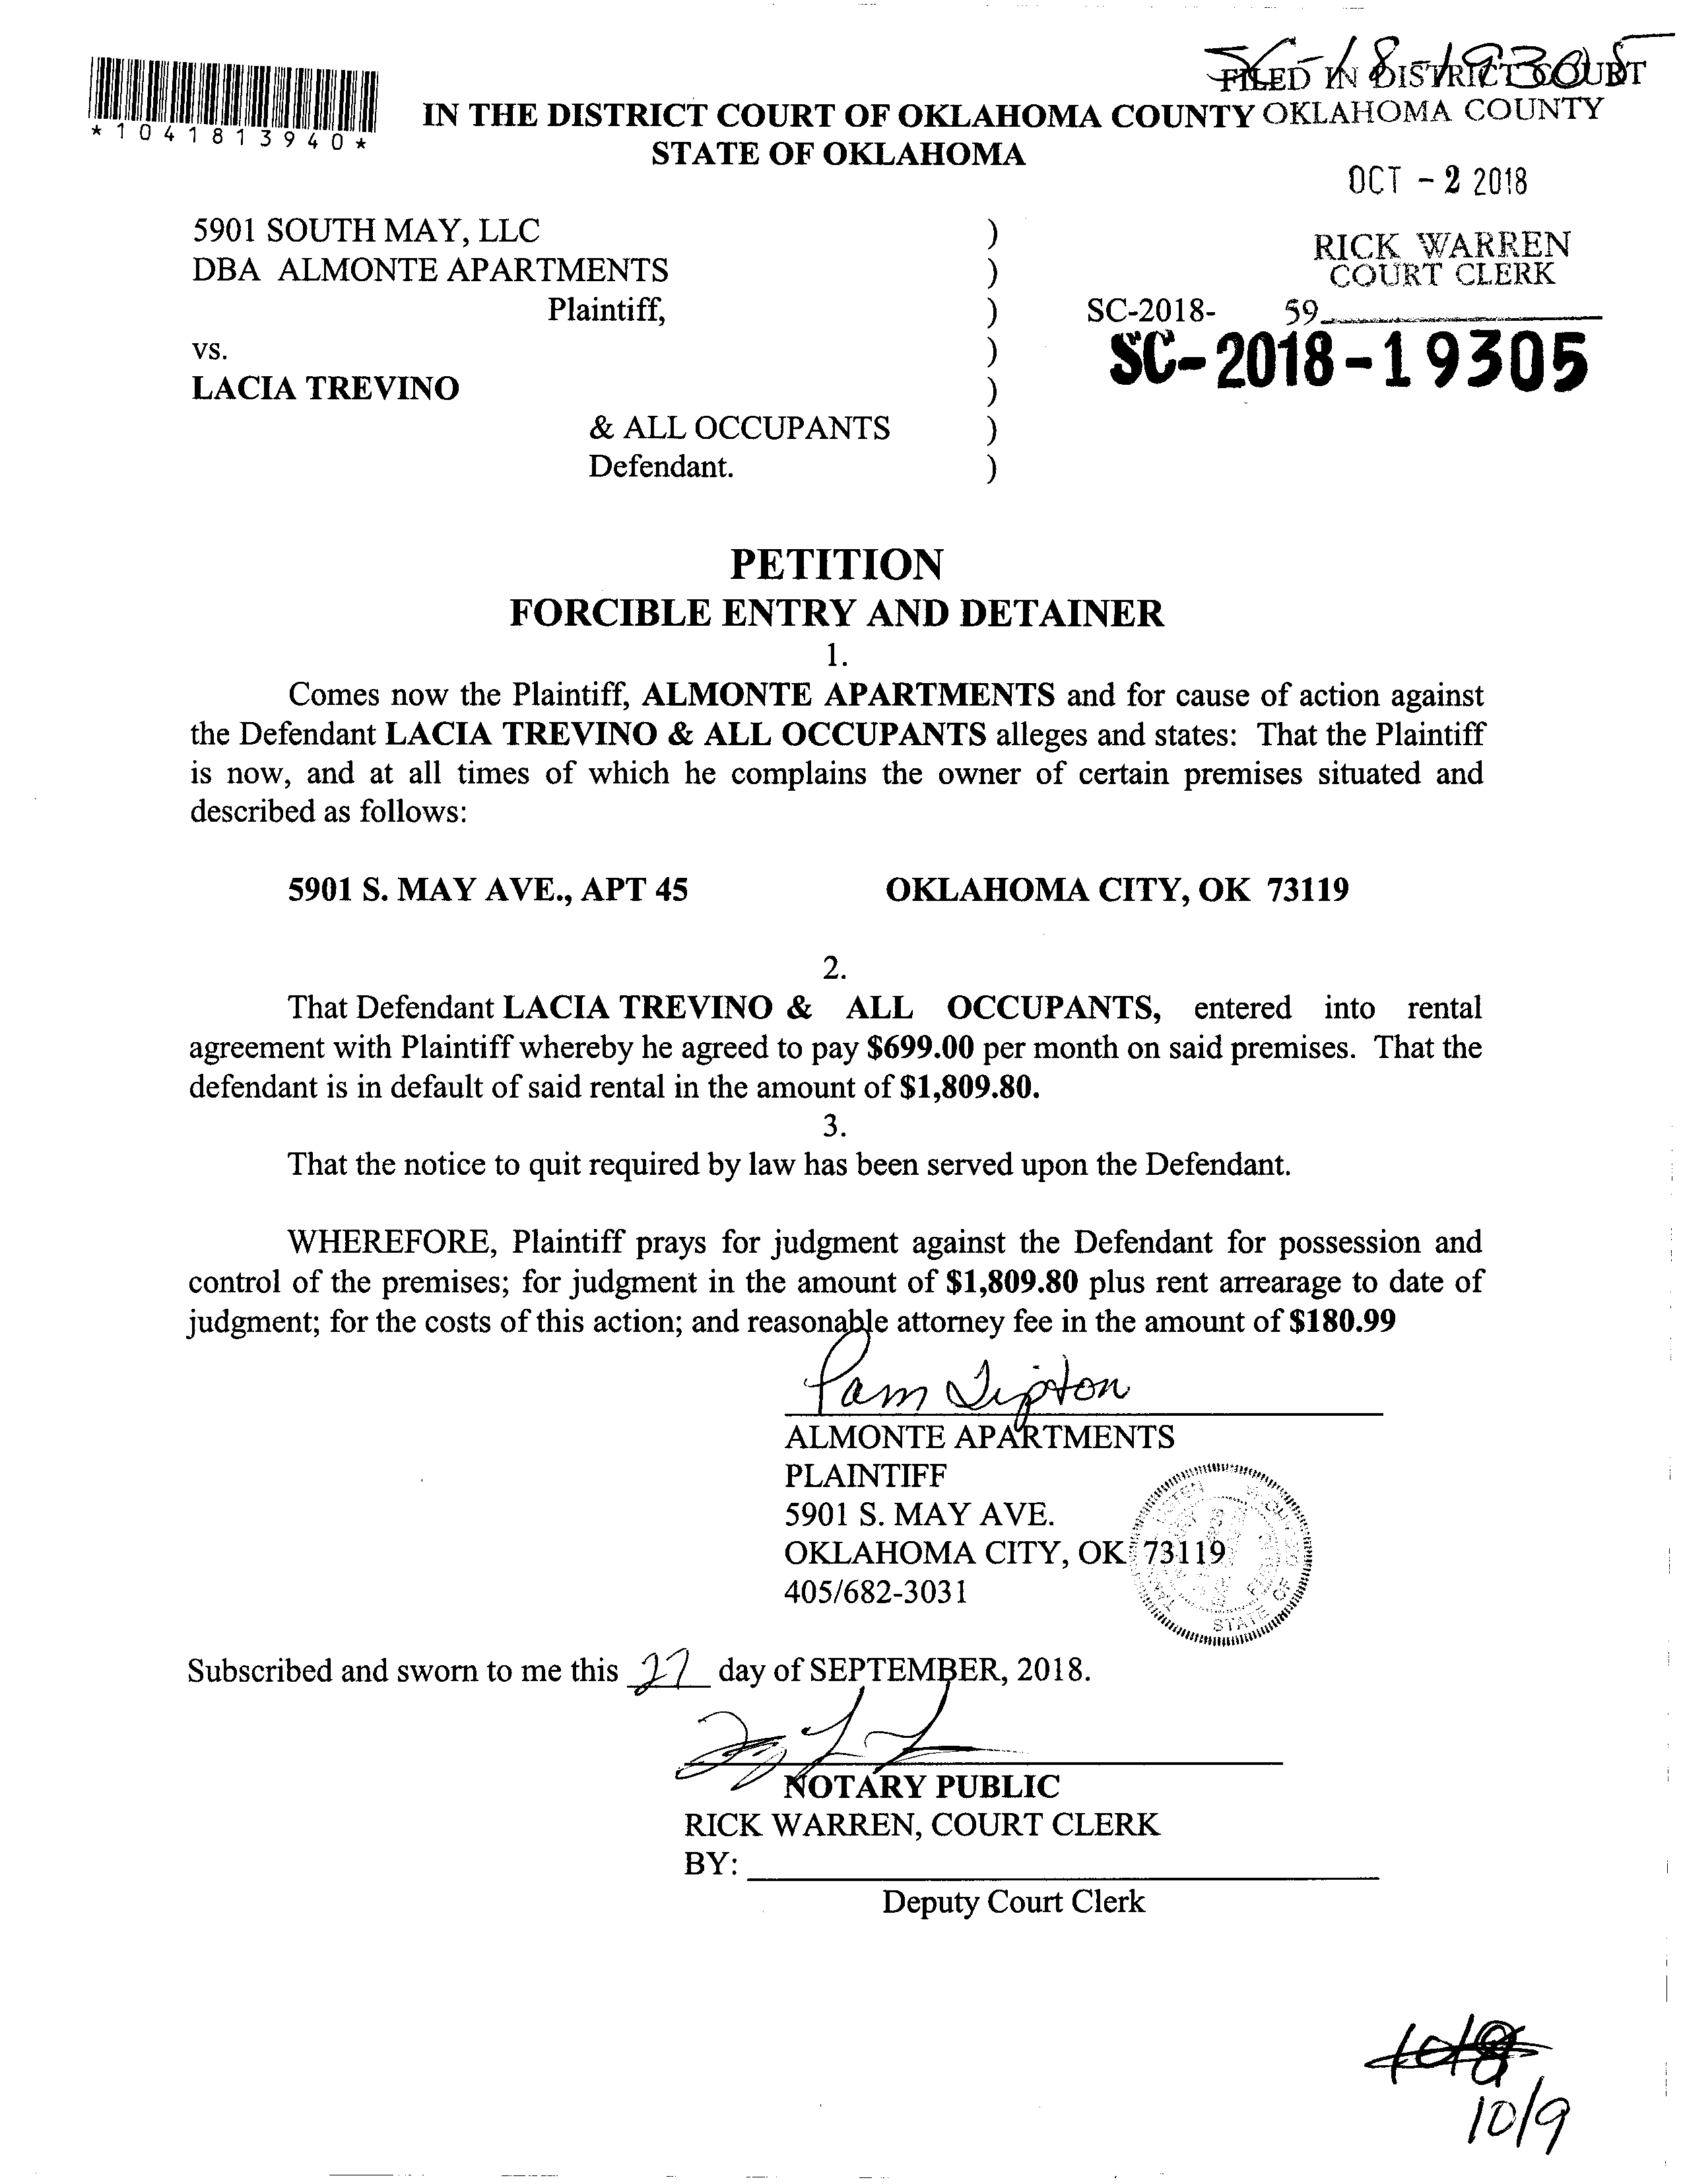 SC-18-19305
FILED IN DISTRICT COURT
*1041813940*
IN THE DISTRICT COURT OF OKLAHOMA COUNTY OKLAHOMA COUNTY
STATE OF OKLAHOMA
OCT - 2 2018
5901 SOUTH MAY, LLC )
RICK WARREN
DBA ALMONTE APARTMENTS )
COURT CLERK
Plaintiff, ) SC-2018- 59
vs. )
SC-2018-19305
LACIA TREVINO )
& ALL OCCUPANTS )
Defendant. )
PETITION
FORCIBLE ENTRY AND DETAINER
1.
Comes now the Plaintiff, ALMONTE APARTMENTS and for cause of action against
the Defendant LACIA TREVINO & ALL OCCUPANTS alleges and states: That the Plaintiff
is now, and at all times of which he complains the owner of certain premises situated and
described as follows:
5901 S. MAY AVE., APT 45 OKLAHOMA CITY, OK 73119
2.
That Defendant LACIA TREVINO & ALL OCCUPANTS, entered into rental
agreement with Plaintiff whereby he agreed to pay $699.00 per month on said premises. That the
defendant is in default of said rental in the amount of $1,809.80.
3.
That the notice to quit required by law has been served upon the Defendant.
WHEREFORE, Plaintiff prays for judgment against the Defendant for possession and
control of the premises; for judgment in the amount of $1,809.80 plus rent arrearage to date of
judgment; for the costs of this action; and reasonable attorney fee in the amount of $180.99
Pam Tipton
ALMONTE APARTMENTS
PLAINTIFF
5901 S. MAY AVE.
OKLAHOMA CITY, OK 73119
405/682-3031
STATE OF
Subscribed and sworn to me this 27 day of SEPTEMBER, 2018.
NOTARY PUBLIC
RICK WARREN, COURT CLERK
BY:
Deputy Court Clerk
10/9